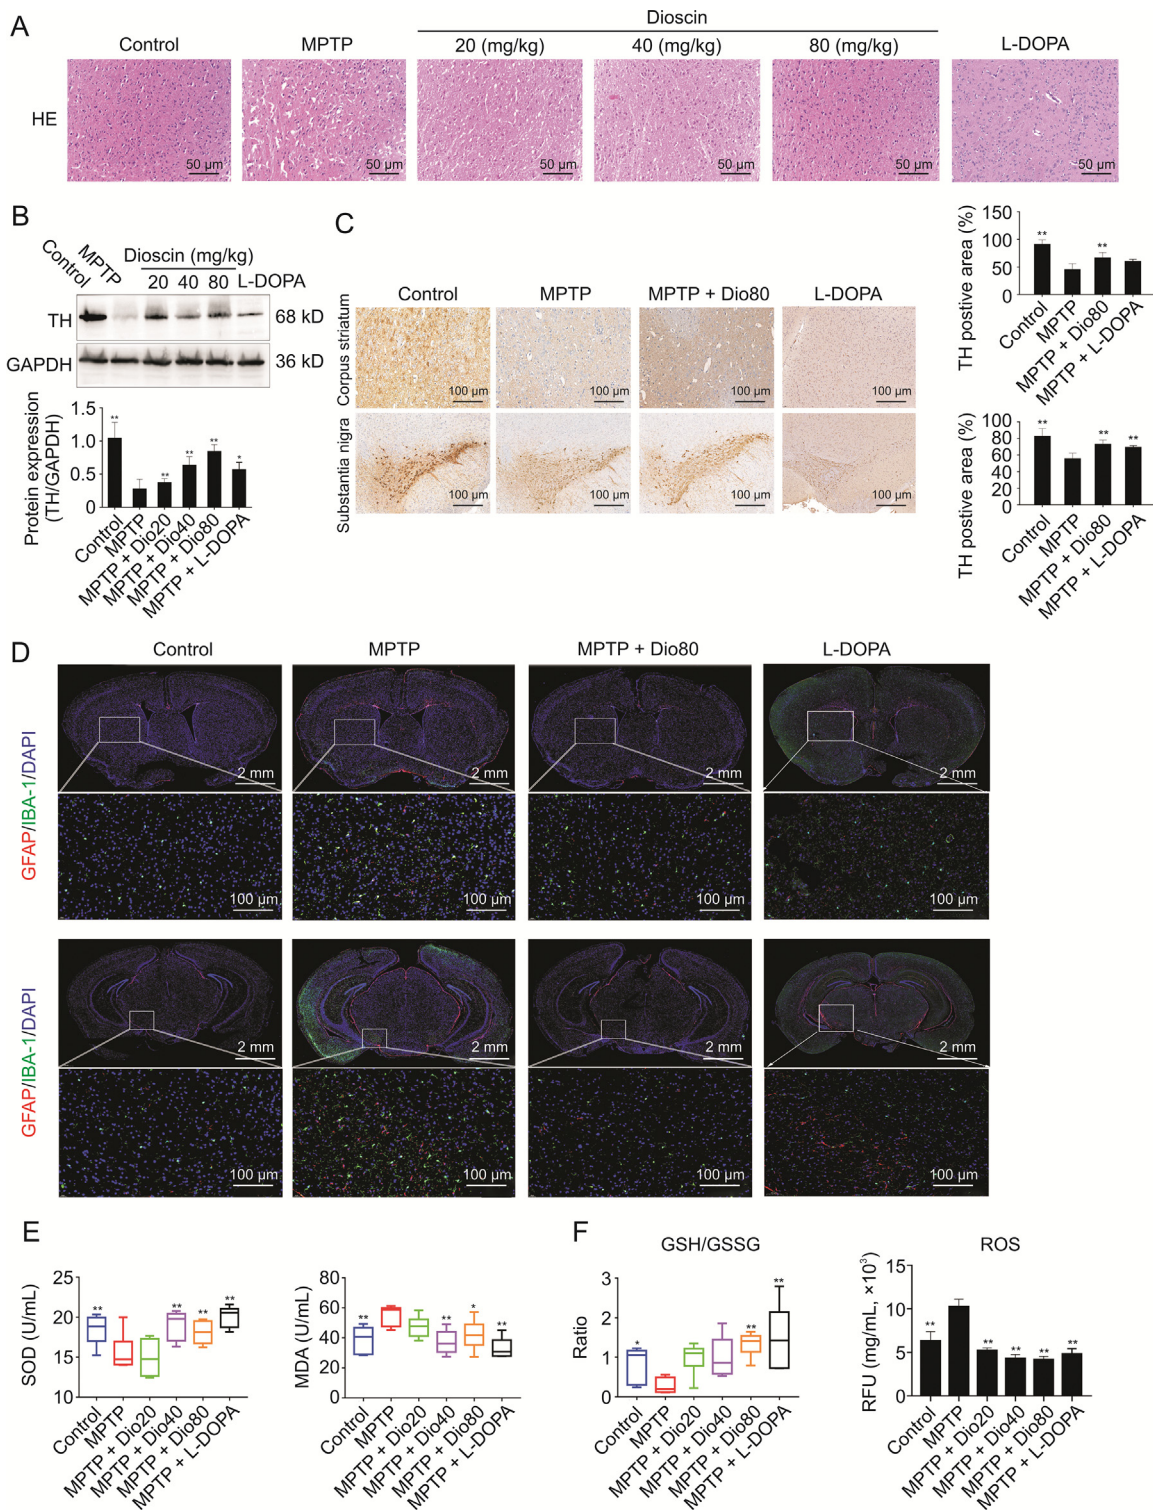 A
Dioscin
Control
MPTP
20 (mg/kg)
40 (mg/kg)
80 (mg/kg)
L-DOPA
HE
50 µm
50 µm
50 µm
50 µm
50 µm
50 µm
B
Control
MPTP
Dioscin (mg/kg)
20
40
80
L-DOPA
TH
68 kD
GAPDH
36 kD
Protein expression
(TH/GAPDH)
1.5
1.0
0.5
0
**
**
**
**
*
Control
MPTP
MPTP + Dio20
MPTP + Dio40
MPTP + Dio80
MPTP + L-DOPA
C
Control
MPTP
MPTP + Dio80
L-DOPA
Corpus striatum
100 µm
100 µm
100 µm
100 µm
Substantia nigra
100 µm
100 µm
100 µm
100 µm
TH postive area (%)
150
100
50
0
**
**
Control
MPTP
MPTP + Dio80
MPTP + L-DOPA
TH postive area (%)
100
80
60
40
20
0
**
**
**
Control
MPTP
MPTP + Dio80
MPTP + L-DOPA
D
Control
MPTP
MPTP + Dio80
L-DOPA
GFAP/IBA-1/DAPI
2 mm
2 mm
2 mm
2 mm
100 µm
100 µm
100 µm
100 µm
GFAP/IBA-1/DAPI
2 mm
2 mm
2 mm
2 mm
100 µm
100 µm
100 µm
100 µm
E
SOD (U/mL)
25
20
15
10
**
**
**
**
Control
MPTP
MPTP + Dio20
MPTP + Dio40
MPTP + Dio80
MPTP + L-DOPA
MDA (U/mL)
80
60
40
20
0
**
**
*
**
Control
MPTP
MPTP + Dio20
MPTP + Dio40
MPTP + Dio80
MPTP + L-DOPA
F
GSH/GSSG
Ratio
3
2
1
0
*
**
**
Control
MPTP
MPTP + Dio20
MPTP + Dio40
MPTP + Dio80
MPTP + L-DOPA
ROS
RFU (mg/mL, ×10³)
15
10
5
0
**
**
**
**
**
Control
MPTP
MPTP + Dio20
MPTP + Dio40
MPTP + Dio80
MPTP + L-DOPA